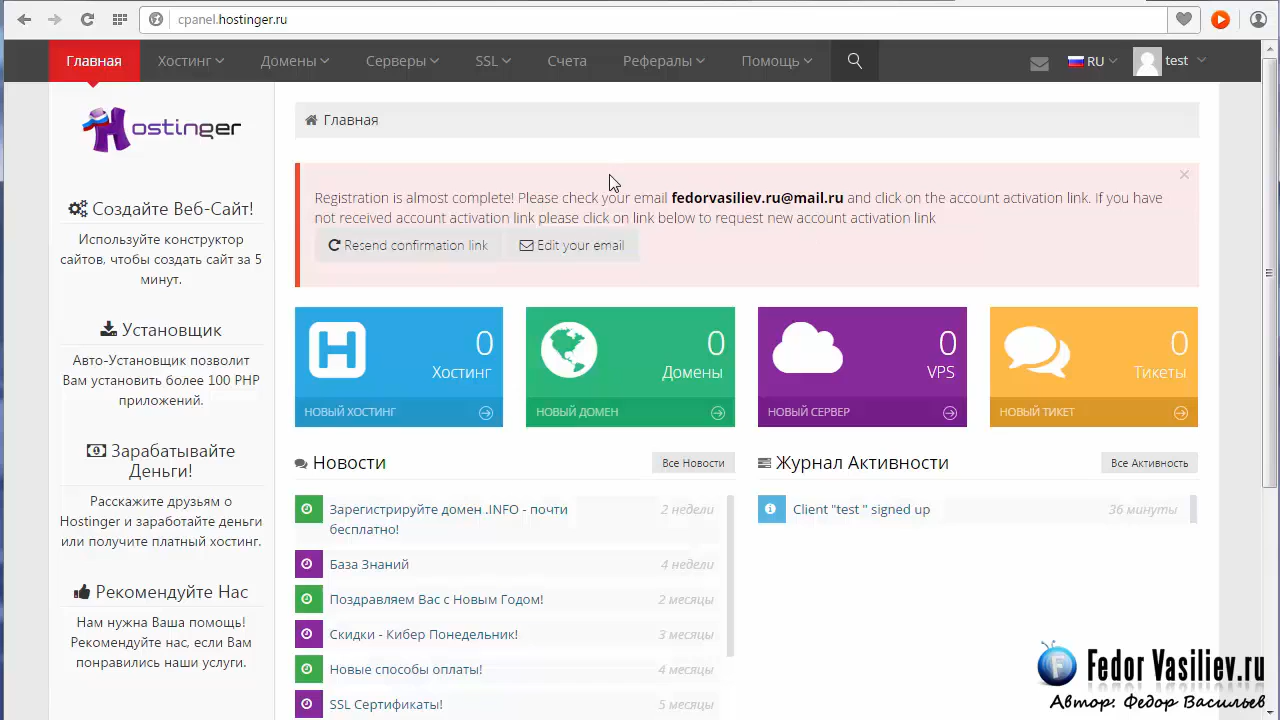 cpanel.hostinger.ru
Главная
Хостинг
Домены
Серверы
SSL
Счета
Рефералы
Помощь
RU
test
Hostinger
Главная
Registration is almost complete! Please check your email fedorvasiliev.ru@mail.ru and click on the account activation link. If you have
not received account activation link please click on link below to request new account activation link
Resend confirmation link
Edit your email
Создайте Веб-Сайт!
Используйте конструктор
сайтов, чтобы создать сайт за 5
минут.
Установщик
Авто-Установщик позволит
Вам установить более 100 PHP
приложений.
Зарабатывайте
Деньги!
Расскажите друзьям о
Hostinger и заработайте деньги
или получите платный хостинг.
Рекомендуйте Нас
Нам нужна Ваша помощь!
Рекомендуйте нас, если Вам
понравились наши услуги.
0
Хостинг
НОВЫЙ ХОСТИНГ
0
Домены
НОВЫЙ ДОМЕН
0
VPS
НОВЫЙ СЕРВЕР
0
Тикеты
НОВЫЙ ТИКЕТ
Новости
Все Новости
Зарегистрируйте домен .INFO - почти
бесплатно!
2 недели
База Знаний
4 недели
Поздравляем Вас с Новым Годом!
2 месяцы
Скидки - Кибер Понедельник!
3 месяцы
Новые способы оплаты!
4 месяцы
SSL Сертификаты!
5 месяцы
Журнал Активности
Все Активность
Client "test " signed up
36 минуты
Fedor Vasiliev.ru
Автор: Федор Васильев